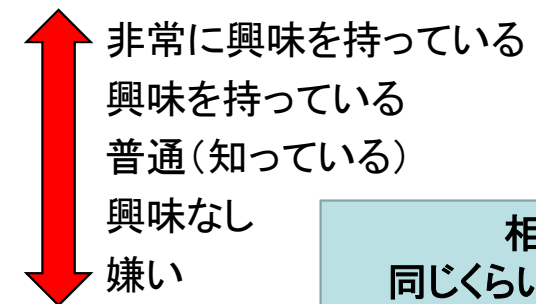 非常に興味を持っている
興味を持っている
普通（知っている）
興味なし
嫌い
相
同じくらい